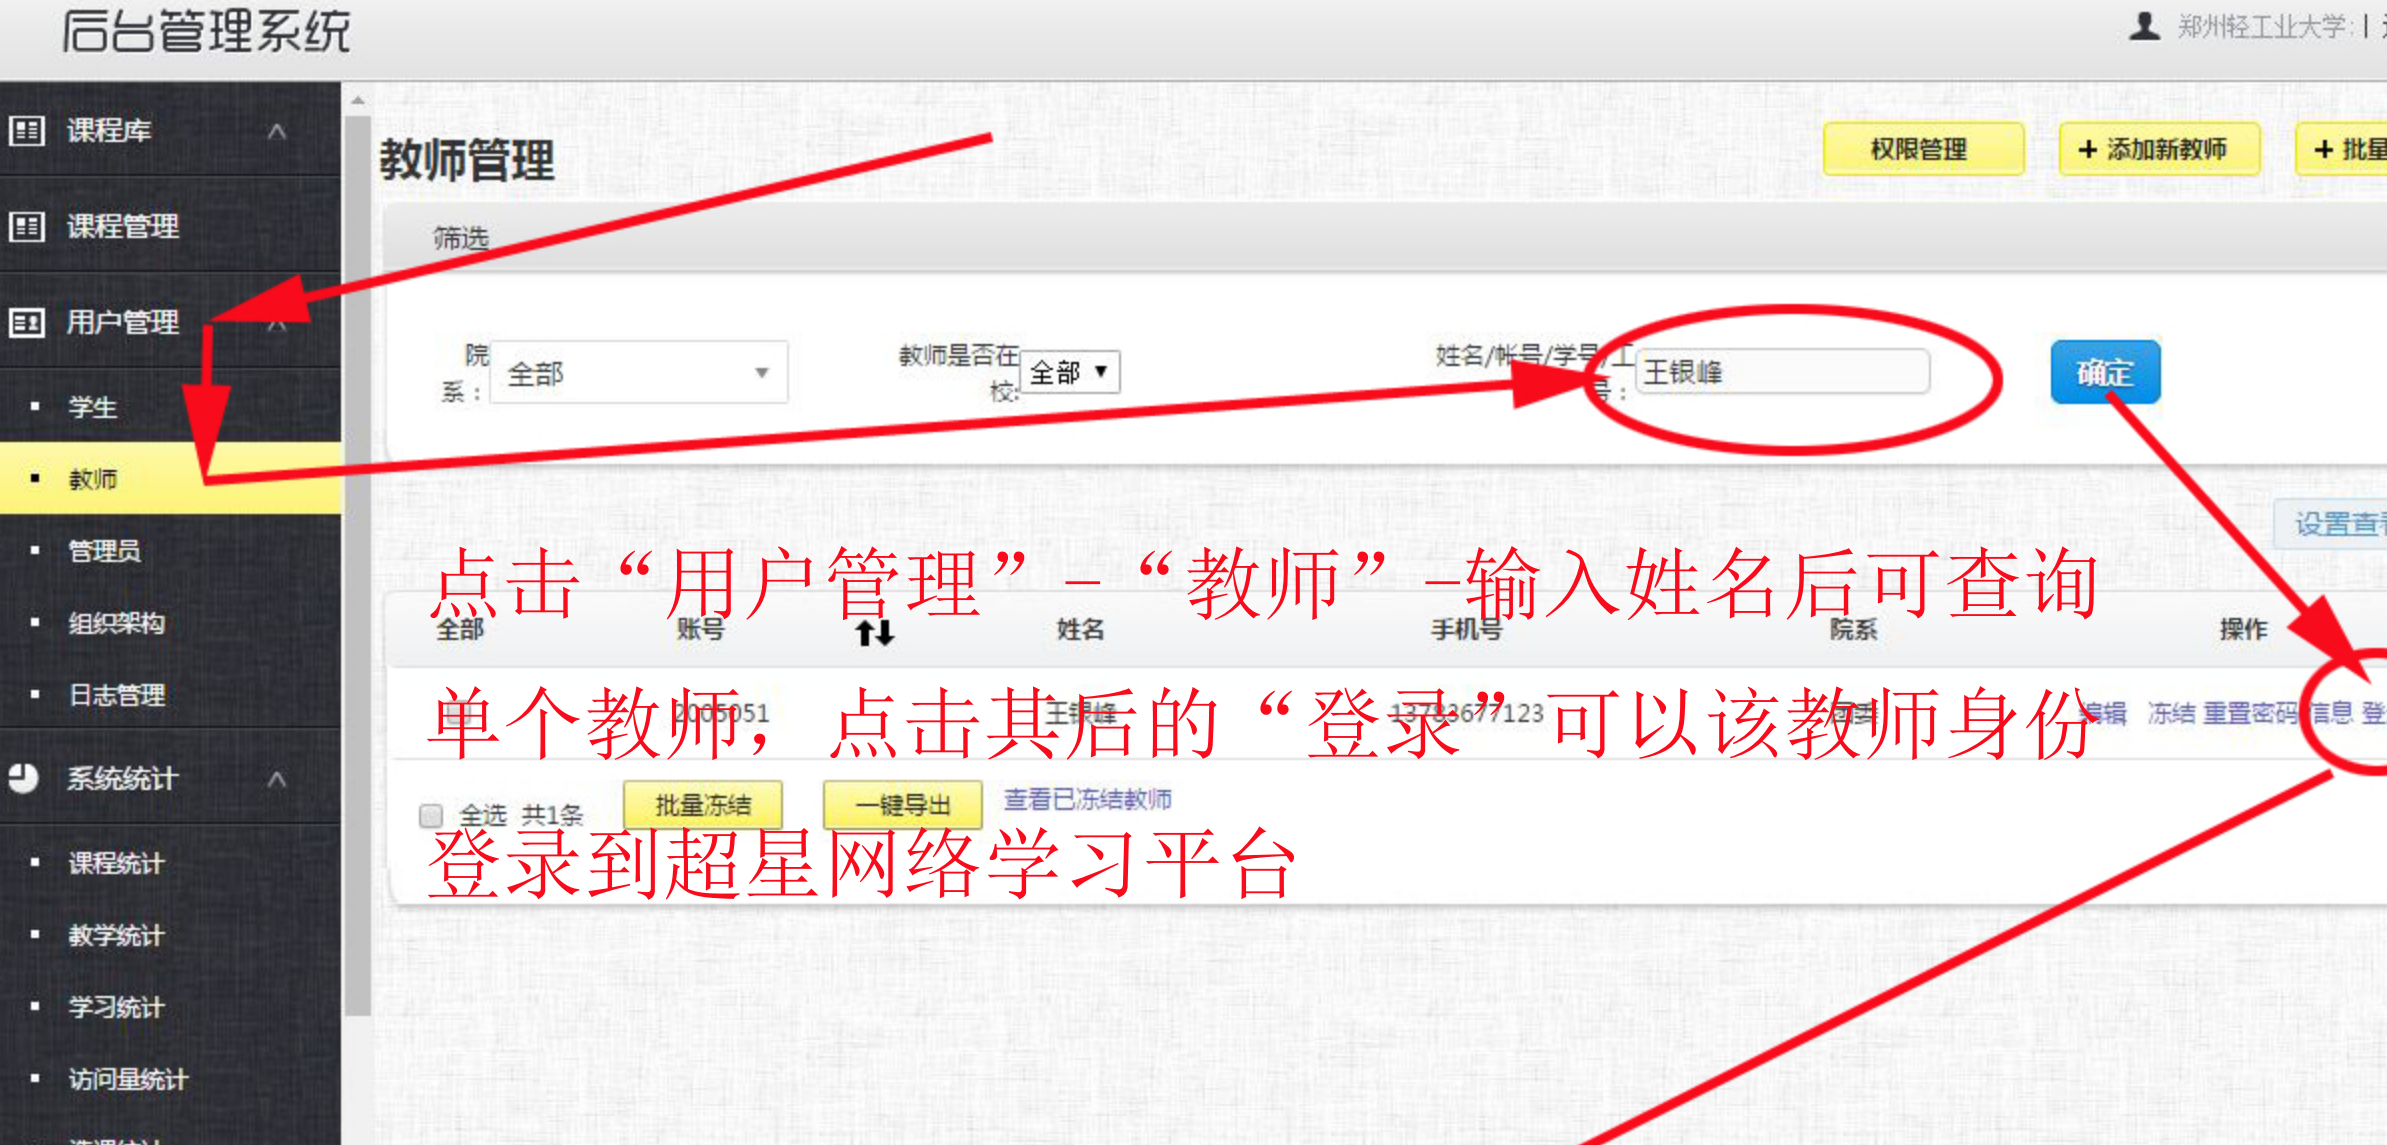 后台管理系统
郑州轻工业大学 |
课程库
课程管理
用户管理
学生
教师
管理员
组织架构
日志管理
系统统计
课程统计
教学统计
学习统计
访问量统计
教师管理
权限管理
+ 添加新教师
+ 批量
筛选
院系：
全部
教师是否在校:
全部
姓名/帐号/学号/工号：
王银峰
确定
设置查看
点击“用户管理”-“教师”-输入姓名后可查询
全部 账号 姓名 手机号 院系 操作
单个教师，点击其后的“登录”可以该教师身份
2005051 王银峰 13783677123 编辑 冻结 重置密码 信息 登
全选 共1条 批量冻结 一键导出 查看已冻结教师
登录到超星网络学习平台